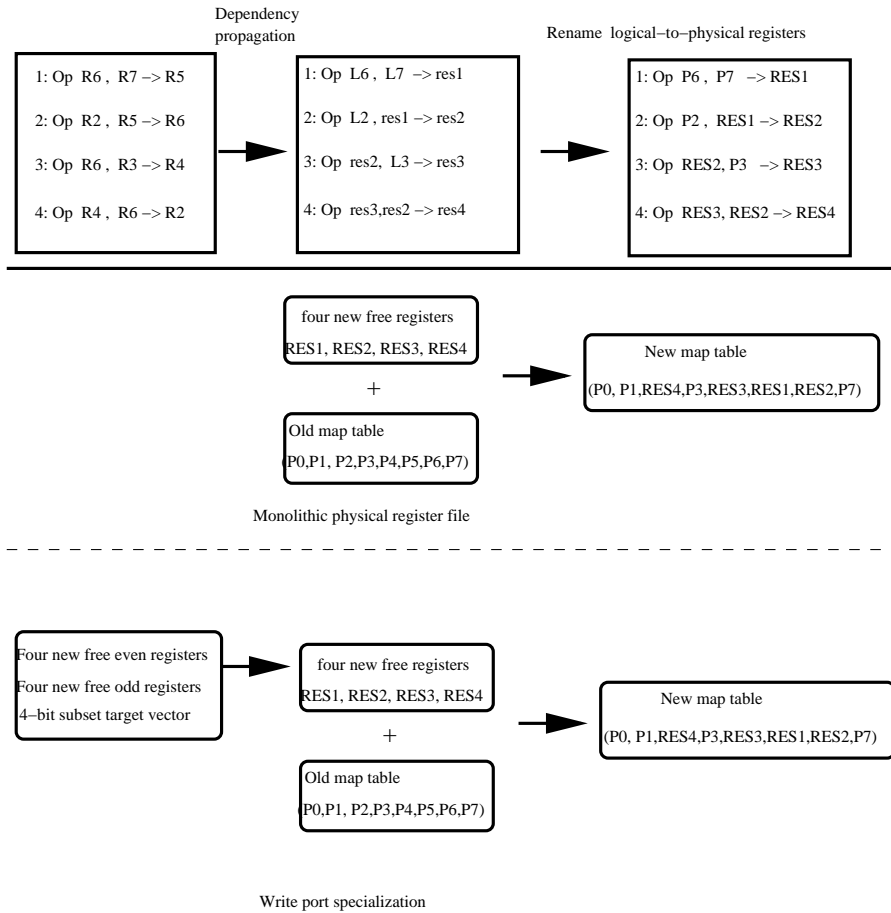 Dependency
propagation
Rename logical–to–physical registers
1: Op R6 , R7 –> R5
2: Op R2 , R5 –> R6
3: Op R6 , R3 –> R4
4: Op R4 , R6 –> R2
1: Op L6 , L7 –> res1
2: Op L2 , res1 –> res2
3: Op res2, L3 –> res3
4: Op res3,res2 –> res4
1: Op P6 , P7 –> RES1
2: Op P2 , RES1 –> RES2
3: Op RES2, P3 –> RES3
4: Op RES3, RES2 –> RES4
four new free registers
RES1, RES2, RES3, RES4
+
Old map table
(P0,P1, P2,P3,P4,P5,P6,P7)
New map table
(P0, P1,RES4,P3,RES3,RES1,RES2,P7)
Monolithic physical register file
Four new free even registers
Four new free odd registers
4–bit subset target vector
four new free registers
RES1, RES2, RES3, RES4
+
Old map table
(P0,P1, P2,P3,P4,P5,P6,P7)
New map table
(P0, P1,RES4,P3,RES3,RES1,RES2,P7)
Write port specialization